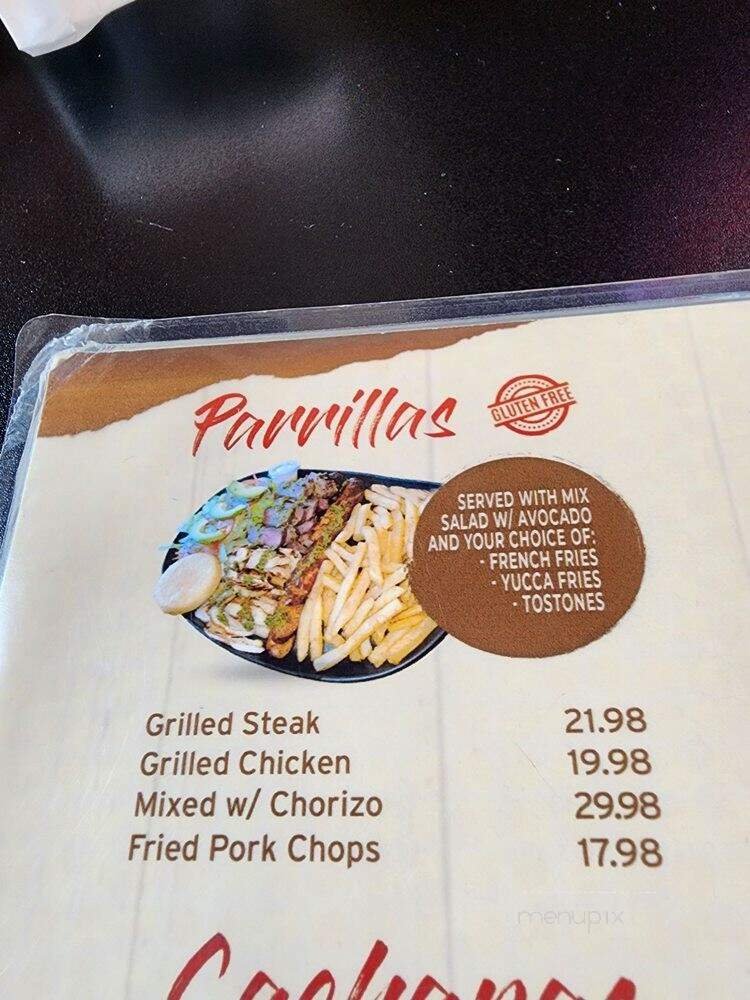 Parrillas
GLUTEN FREE
SERVED WITH MIX
SALAD W/ AVOCADO
AND YOUR CHOICE OF:
- FRENCH FRIES
- YUCCA FRIES
- TOSTONES
Grilled Steak 21.98
Grilled Chicken 19.98
Mixed w/ Chorizo 29.98
Fried Pork Chops 17.98
menupix